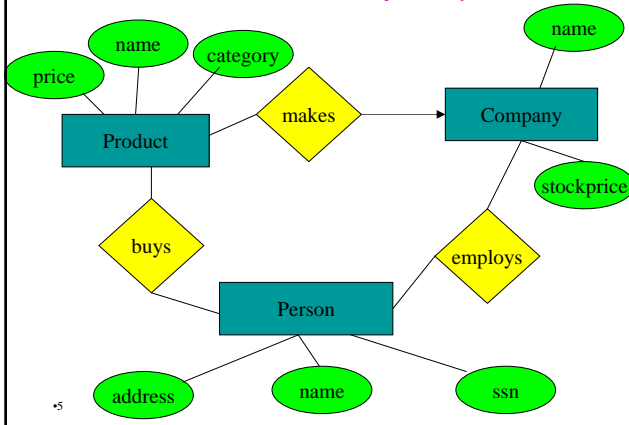 name
name
category
price
makes
Company
Product
stockprice
buys
employs
Person
address
name
ssn
•5